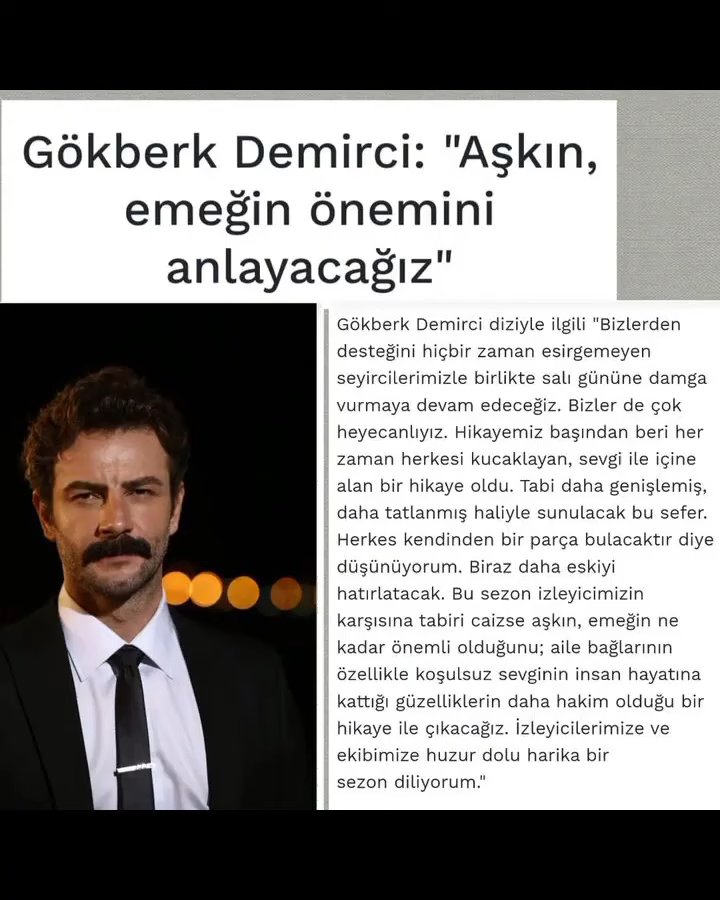 Gökberk Demirci: "Aşkın,
emeğin önemini
anlayacağız"
Gökberk Demirci diziyle ilgili "Bizlerden
desteğini hiçbir zaman esirgemeyen
seyircilerimizle birlikte salı gününe damga
vurmaya devam edeceğiz. Bizler de çok
heyecanlıyız. Hikayemiz başından beri her
zaman herkesi kucaklayan, sevgi ile içine
alan bir hikaye oldu. Tabi daha genişlemiş,
daha tatlanmış haliyle sunulacak bu sefer.
Herkes kendinden bir parça bulacaktır diye
düşünüyorum. Biraz daha eskiyi
hatırlatacak. Bu sezon izleyicimizin
karşısına tabiri caizse aşkın, emeğin ne
kadar önemli olduğunu; aile bağlarının
özellikle koşulsuz sevginin insan hayatına
kattığı güzelliklerin daha hakim olduğu bir
hikaye ile çıkacağız. İzleyicilerimize ve
ekibimize huzur dolu harika bir
sezon diliyorum."